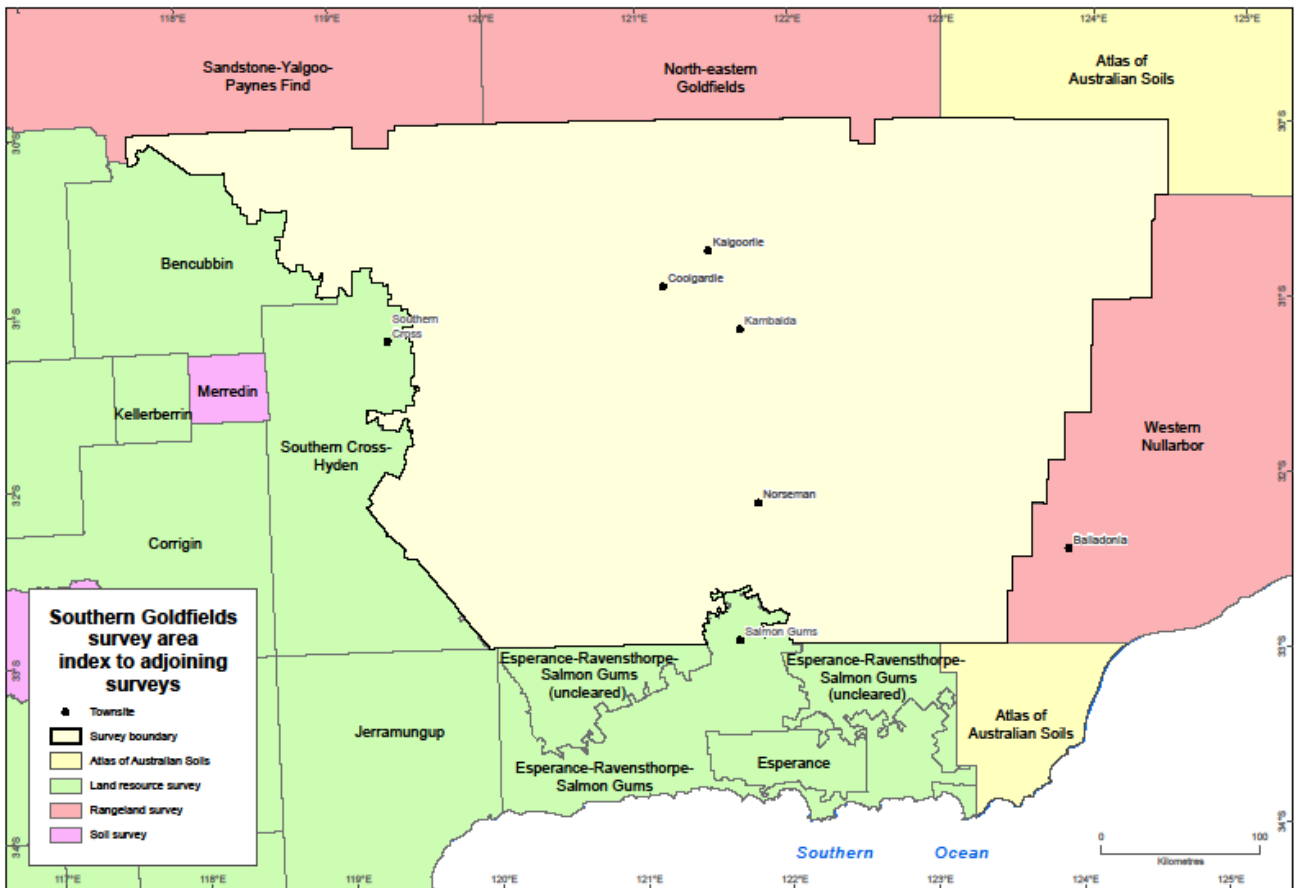 118°E
119°E
120°E
121°E
122°E
123°E
124°E
125°E
Sandstone-Yalgoo-
Paynes Find
North-eastern
Goldfields
Atlas of
Australian Soils
30°S
30°S
Kalgoorlie
Bencubbin
Coolgardie
31°S
31°S
Southern
Cross
Kambalda
Merredin
Kellerberrin
Western
Nullarbor
Southern Cross-
Hyden
32°S
32°S
Norseman
Corrigin
Balladonia
Southern Goldfields
survey area
index to adjoining
surveys
Townsite
Survey boundary
Atlas of Australian Soils
Land resource survey
Rangeland survey
Soil survey
Salmon Gums
33°S
33°S
Esperance-Ravensthorpe-
Salmon Gums
(uncleared)
Esperance-Ravensthorpe-
Salmon Gums
(uncleared)
Jerramungup
Atlas of
Australian Soils
Esperance-Ravensthorpe-
Salmon Gums
Esperance
34°S
34°S
Southern Ocean
0 100
Kilometres
117°E
118°E
119°E
120°E
121°E
122°E
123°E
124°E
125°E